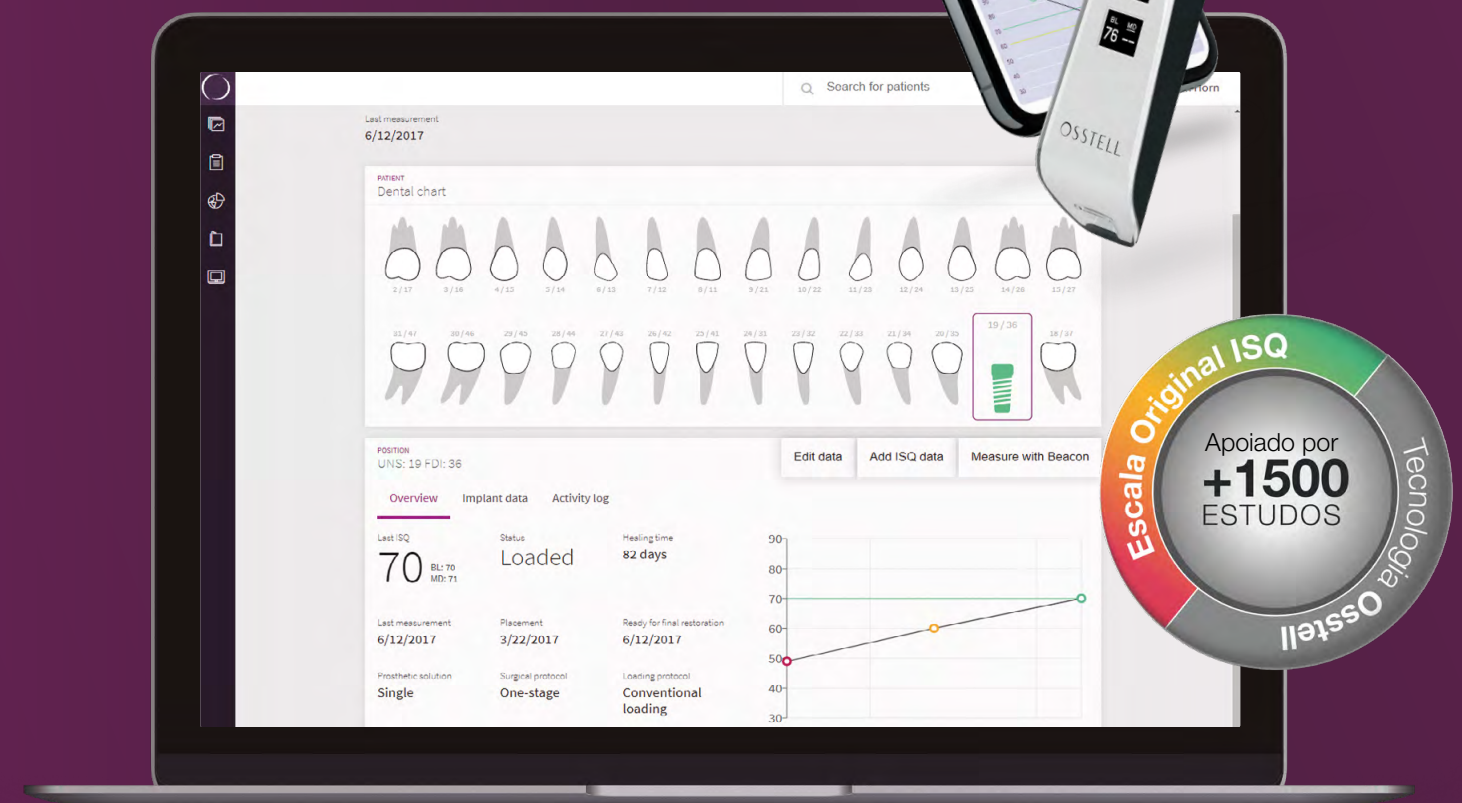 BL MD
76 --
OSSTELL
Search for patients
Horn
Last measurement
6/12/2017
PATIENT
Dental chart
2/17 3/16 4/15 5/14 6/13 7/12 8/11 9/21 10/22 11/23 12/24 13/25 14/26 15/27
31/47 30/46 29/45 28/44 27/43 26/42 25/41 24/31 23/32 22/33 21/34 20/35 19/36 18/37
POSITION
UNS: 19 FDI: 36
Edit data Add ISQ data Measure with Beacon
Overview Implant data Activity log
Last ISQ Status Healing time
70 BL: 70 Loaded 82 days
MD: 71
Last measurement Placement Ready for final restoration
6/12/2017 3/22/2017 6/12/2017
Prosthetic solution Surgical protocol Loading protocol
Single One-stage Conventional
loading
90
80
70
60
50
40
30
Escala Original ISQ
Apoiado por
+1500
ESTUDOS
Tecnologia Osstell